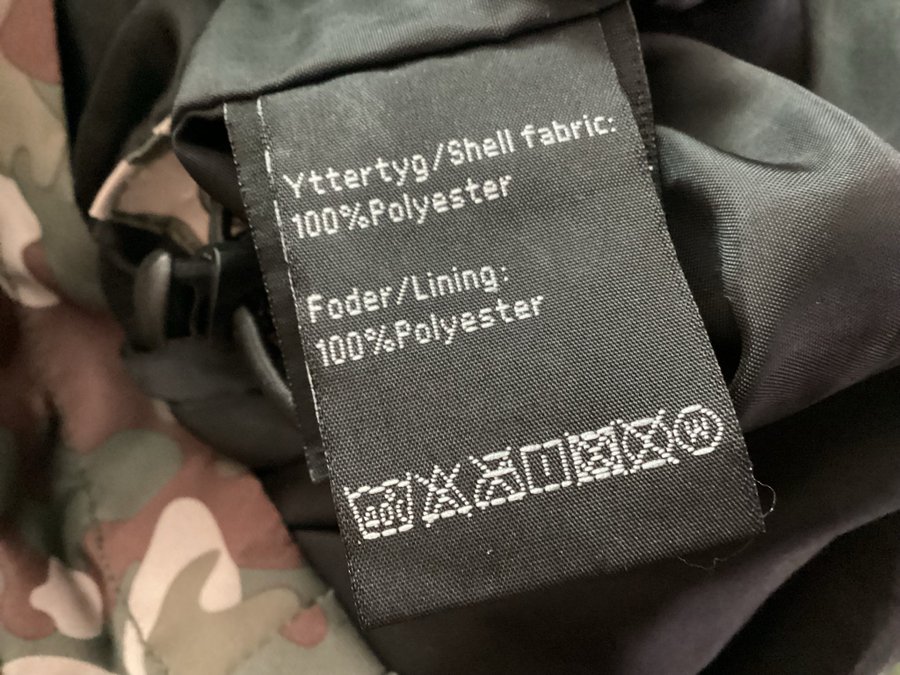 Yttertyg/Shell fabric:
100%Polyester
Foder/Lining:
100%Polyester